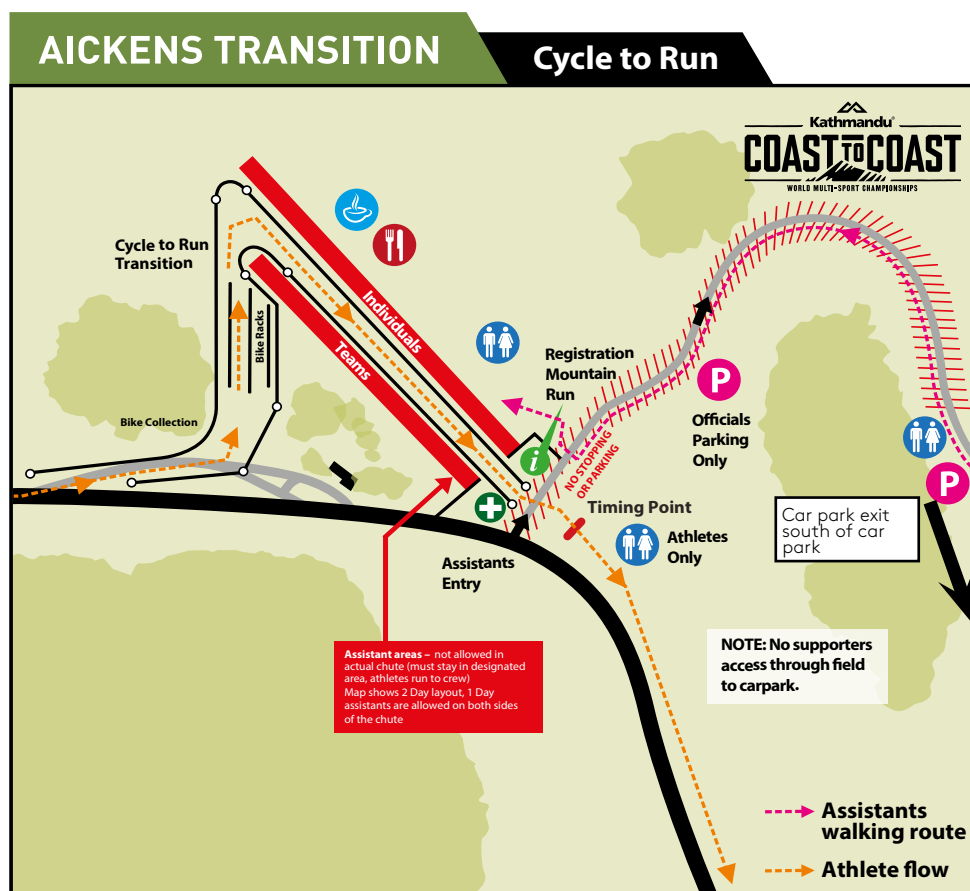 AICKENS TRANSITION
Cycle to Run
Kathmandu®
COAST TO COAST
WORLD MULTI-SPORT CHAMPIONSHIPS
Cycle to Run
Transition
Individuals
Teams
Bike Racks
Bike Collection
Registration
Mountain
Run
i
NO STOPPING
OR PARKING
P
Officials
Parking
Only
P
Car park exit
south of car
park
Timing Point
Athletes
Only
Assistants
Entry
Assistant areas – not allowed in
actual chute (must stay in designated
area, athletes run to crew)
Map shows 2 Day layout, 1 Day
assistants are allowed on both sides
of the chute
NOTE: No supporters
access through field
to carpark.
Assistants
walking route
Athlete flow